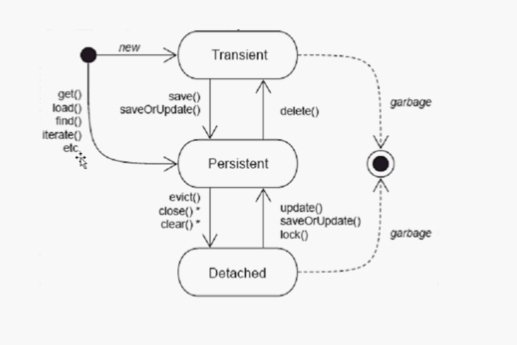 new
Transient
get()
load()
find()
iterate()
etc
save()
saveOrUpdate()
delete()
garbage
Persistent
evict()
close() *
clear() *
update()
saveOrUpdate()
lock()
garbage
Detached